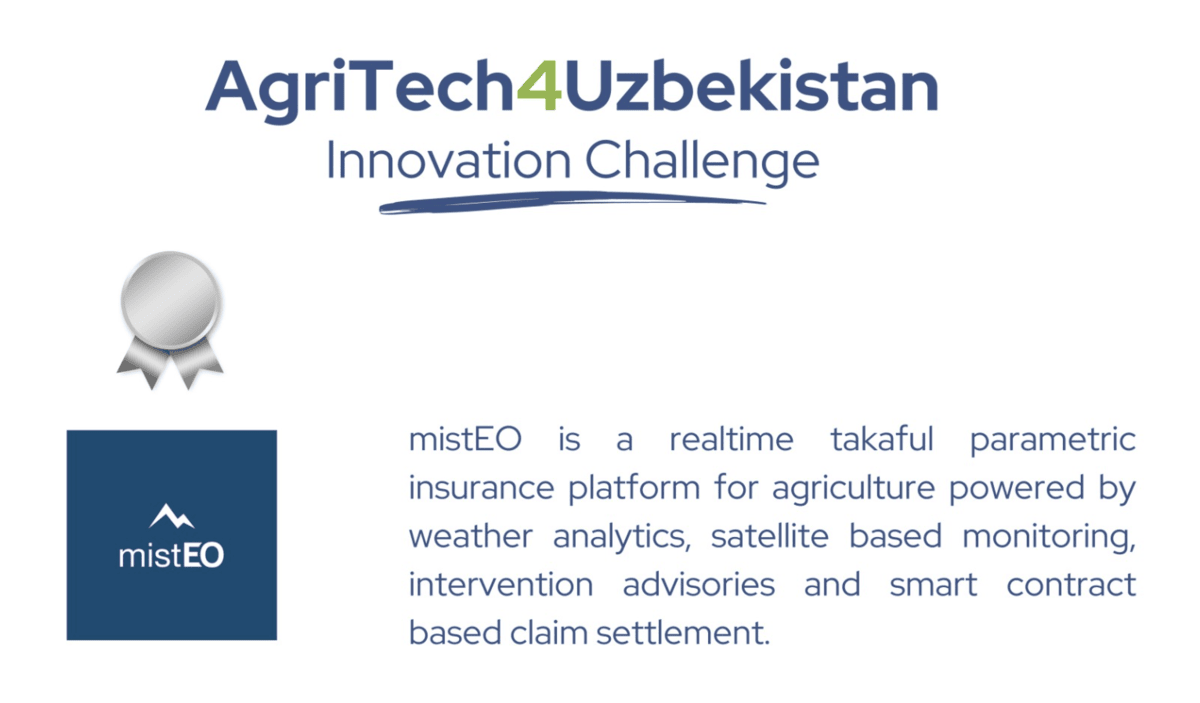 AgriTech4Uzbekistan
Innovation Challenge
mistEO is a realtime takaful parametric
insurance platform for agriculture powered by
weather analytics, satellite based monitoring,
intervention advisories and smart contract
based claim settlement.
mistEO